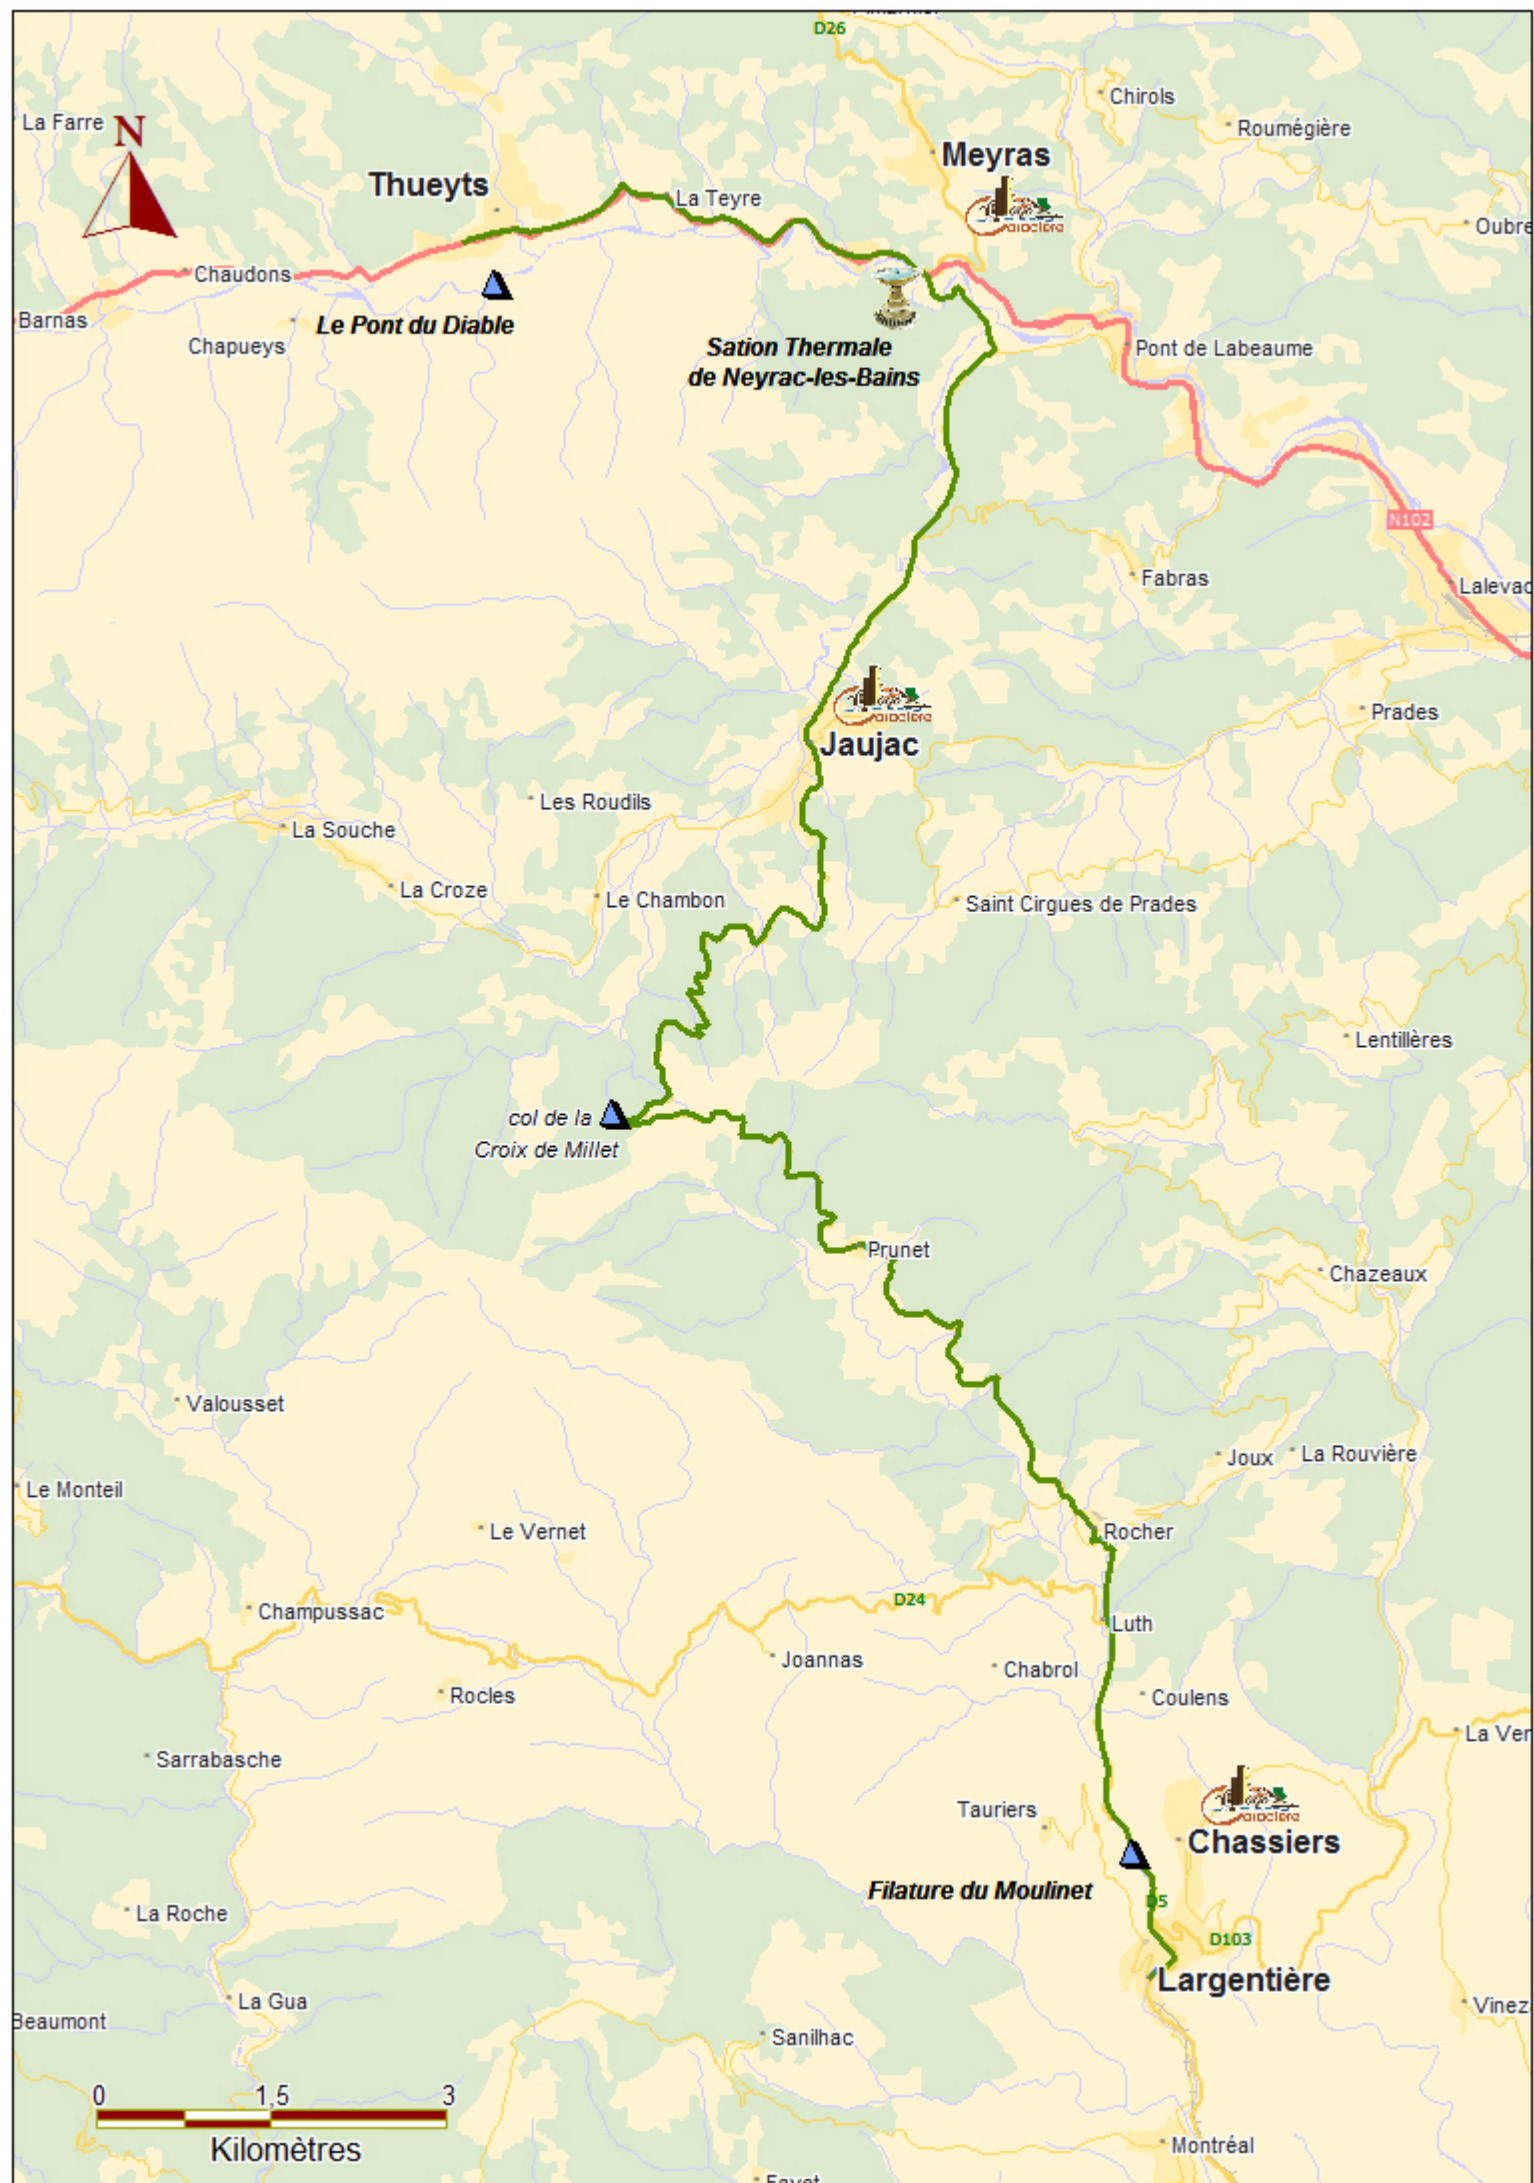 D26
Chirols
La Farre
N
Roumégière
Meyras
Thueyts
La Teyre
Oubre
Chaudons
Barnas
Le Pont du Diable
Chapueys
Sation Thermale
de Neyrac-les-Bains
Pont de Labeaume
N102
Fabras
Lalevac
Prades
Jaujac
Les Roudils
La Souche
La Croze
Le Chambon
Saint Cirgues de Prades
Lentillères
col de la
Croix de Millet
Prunet
Chazeaux
Valousset
Joux
La Rouvière
Le Monteil
Le Vernet
Rocher
D24
Champussac
Luth
Joannas
Chabrol
Rocles
Coulens
La Ver
Sarrabasche
Tauriers
Chassiers
Filature du Moulinet
D5
La Roche
D103
Largentière
La Gua
Vinez
Beaumont
Sanilhac
0 1,5 3
Kilomètres
Montréal